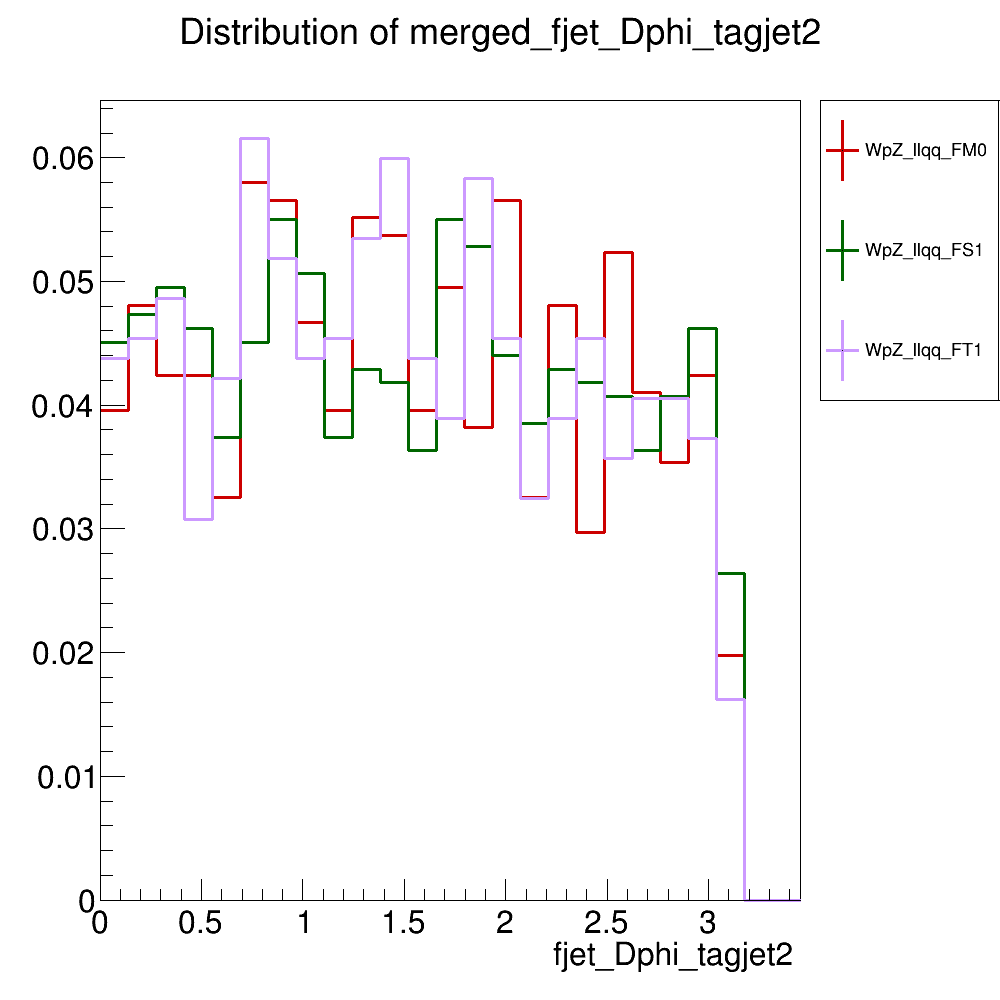 Distribution of merged_fjet_Dphi_tagjet2
0.06
0.05
0.04
0.03
0.02
0.01
0
0 0.5 1 1.5 2 2.5 3
fjet_Dphi_tagjet2
WpZ_llqq_FM0
WpZ_llqq_FS1
WpZ_llqq_FT1